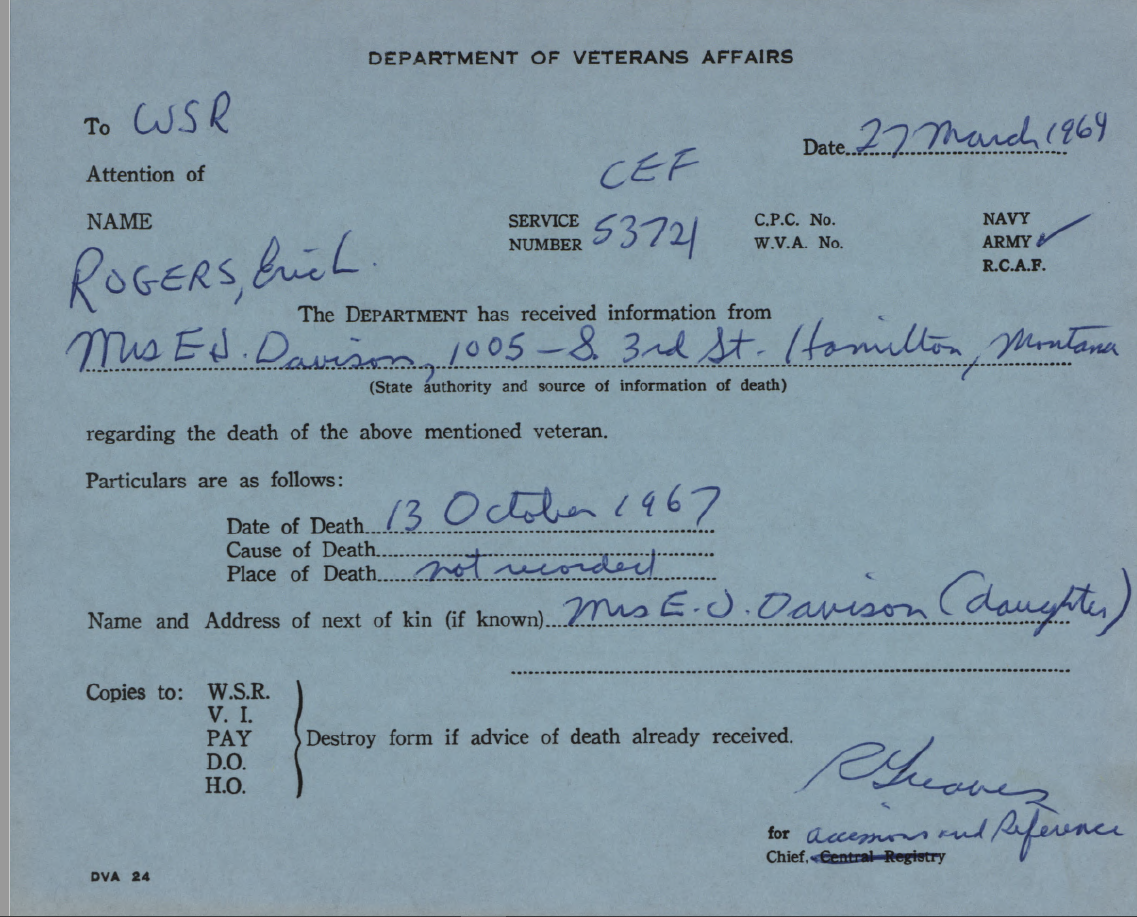 DEPARTMENT OF VETERANS AFFAIRS
To WSR
Date 27 March 1969
Attention of
CEF
NAME SERVICE NUMBER 53721 C.P.C. No. W.V.A. No. NAVY ARMY ✓ R.C.A.F.
ROGERS, Eric L.
The DEPARTMENT has received information from
Mrs E.J. Davison, 1005 - S. 3rd St. Hamilton, Montana
(State authority and source of information of death)
regarding the death of the above mentioned veteran.
Particulars are as follows:
Date of Death 13 October 1967
Cause of Death
Place of Death not recorded
Name and Address of next of kin (if known) Mrs E.J. Davison (daughter)
Copies to: W.S.R.
V. I.
PAY Destroy form if advice of death already received.
D.O.
H.O.
R Greaves
for accessions and Reference
Chief, Central Registry
DVA 24